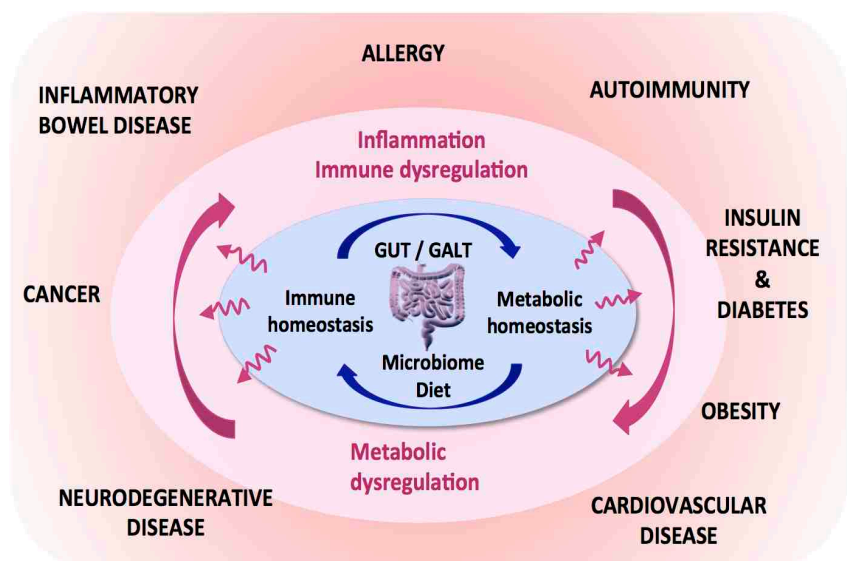 ALLERGY
INFLAMMATORY
BOWEL DISEASE
AUTOIMMUNITY
Inflammation
Immune dysregulation
INSULIN
RESISTANCE
&
DIABETES
GUT / GALT
CANCER
Immune
homeostasis
Metabolic
homeostasis
Microbiome
Diet
OBESITY
Metabolic
dysregulation
NEURODEGENERATIVE
DISEASE
CARDIOVASCULAR
DISEASE